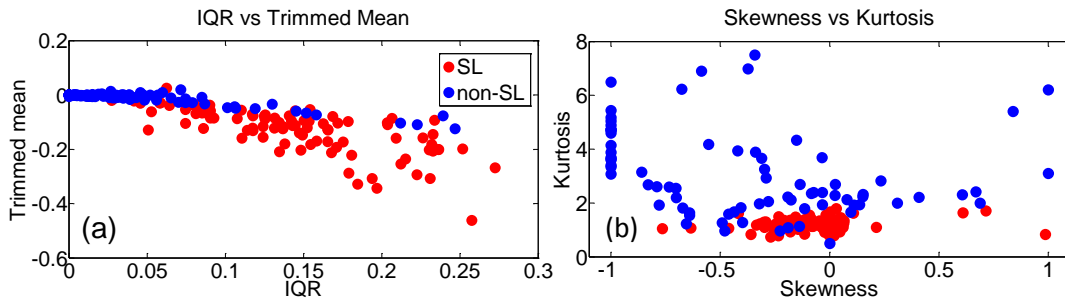 IQR vs Trimmed Mean
0.2
0
-0.2
-0.4
-0.6
Trimmed mean
0
0.05
0.1
0.15
0.2
0.25
0.3
IQR
SL
non-SL
(a)
Skewness vs Kurtosis
8
6
4
2
0
Kurtosis
-1
-0.5
0
0.5
1
Skewness
(b)